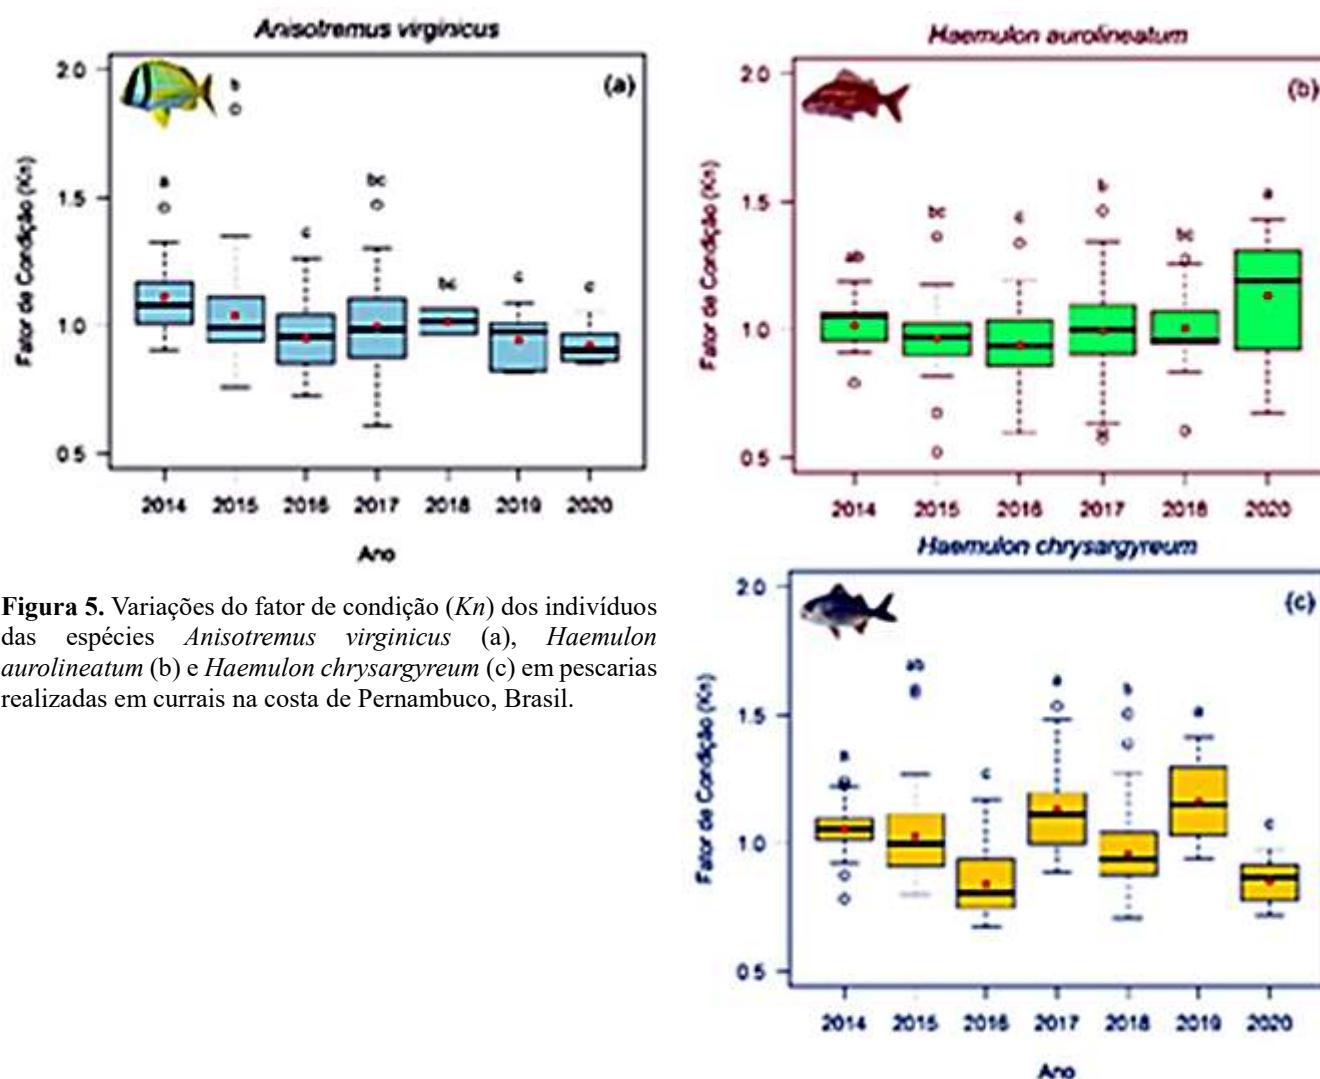 Anisotremus virginicus
(a)
Fator de Condição (Kn)
2.0
1.5
1.0
0.5
a
b
c
bc
bc
c
c
2014 2015 2016 2017 2018 2019 2020
Ano
Haemulon aurolineatum
(b)
Fator de Condição (Kn)
2.0
1.5
1.0
0.5
ab
bc
c
b
bc
a
2014 2015 2016 2017 2018 2020
Figura 5. Variações do fator de condição (Kn) dos indivíduos
das espécies Anisotremus virginicus (a), Haemulon
aurolineatum (b) e Haemulon chrysargyreum (c) em pescarias
realizadas em currais na costa de Pernambuco, Brasil.
Haemulon chrysargyreum
(c)
Fator de Condição (Kn)
2.0
1.5
1.0
0.5
ab
c
a
b
a
c
2014 2015 2016 2017 2018 2019 2020
Ano